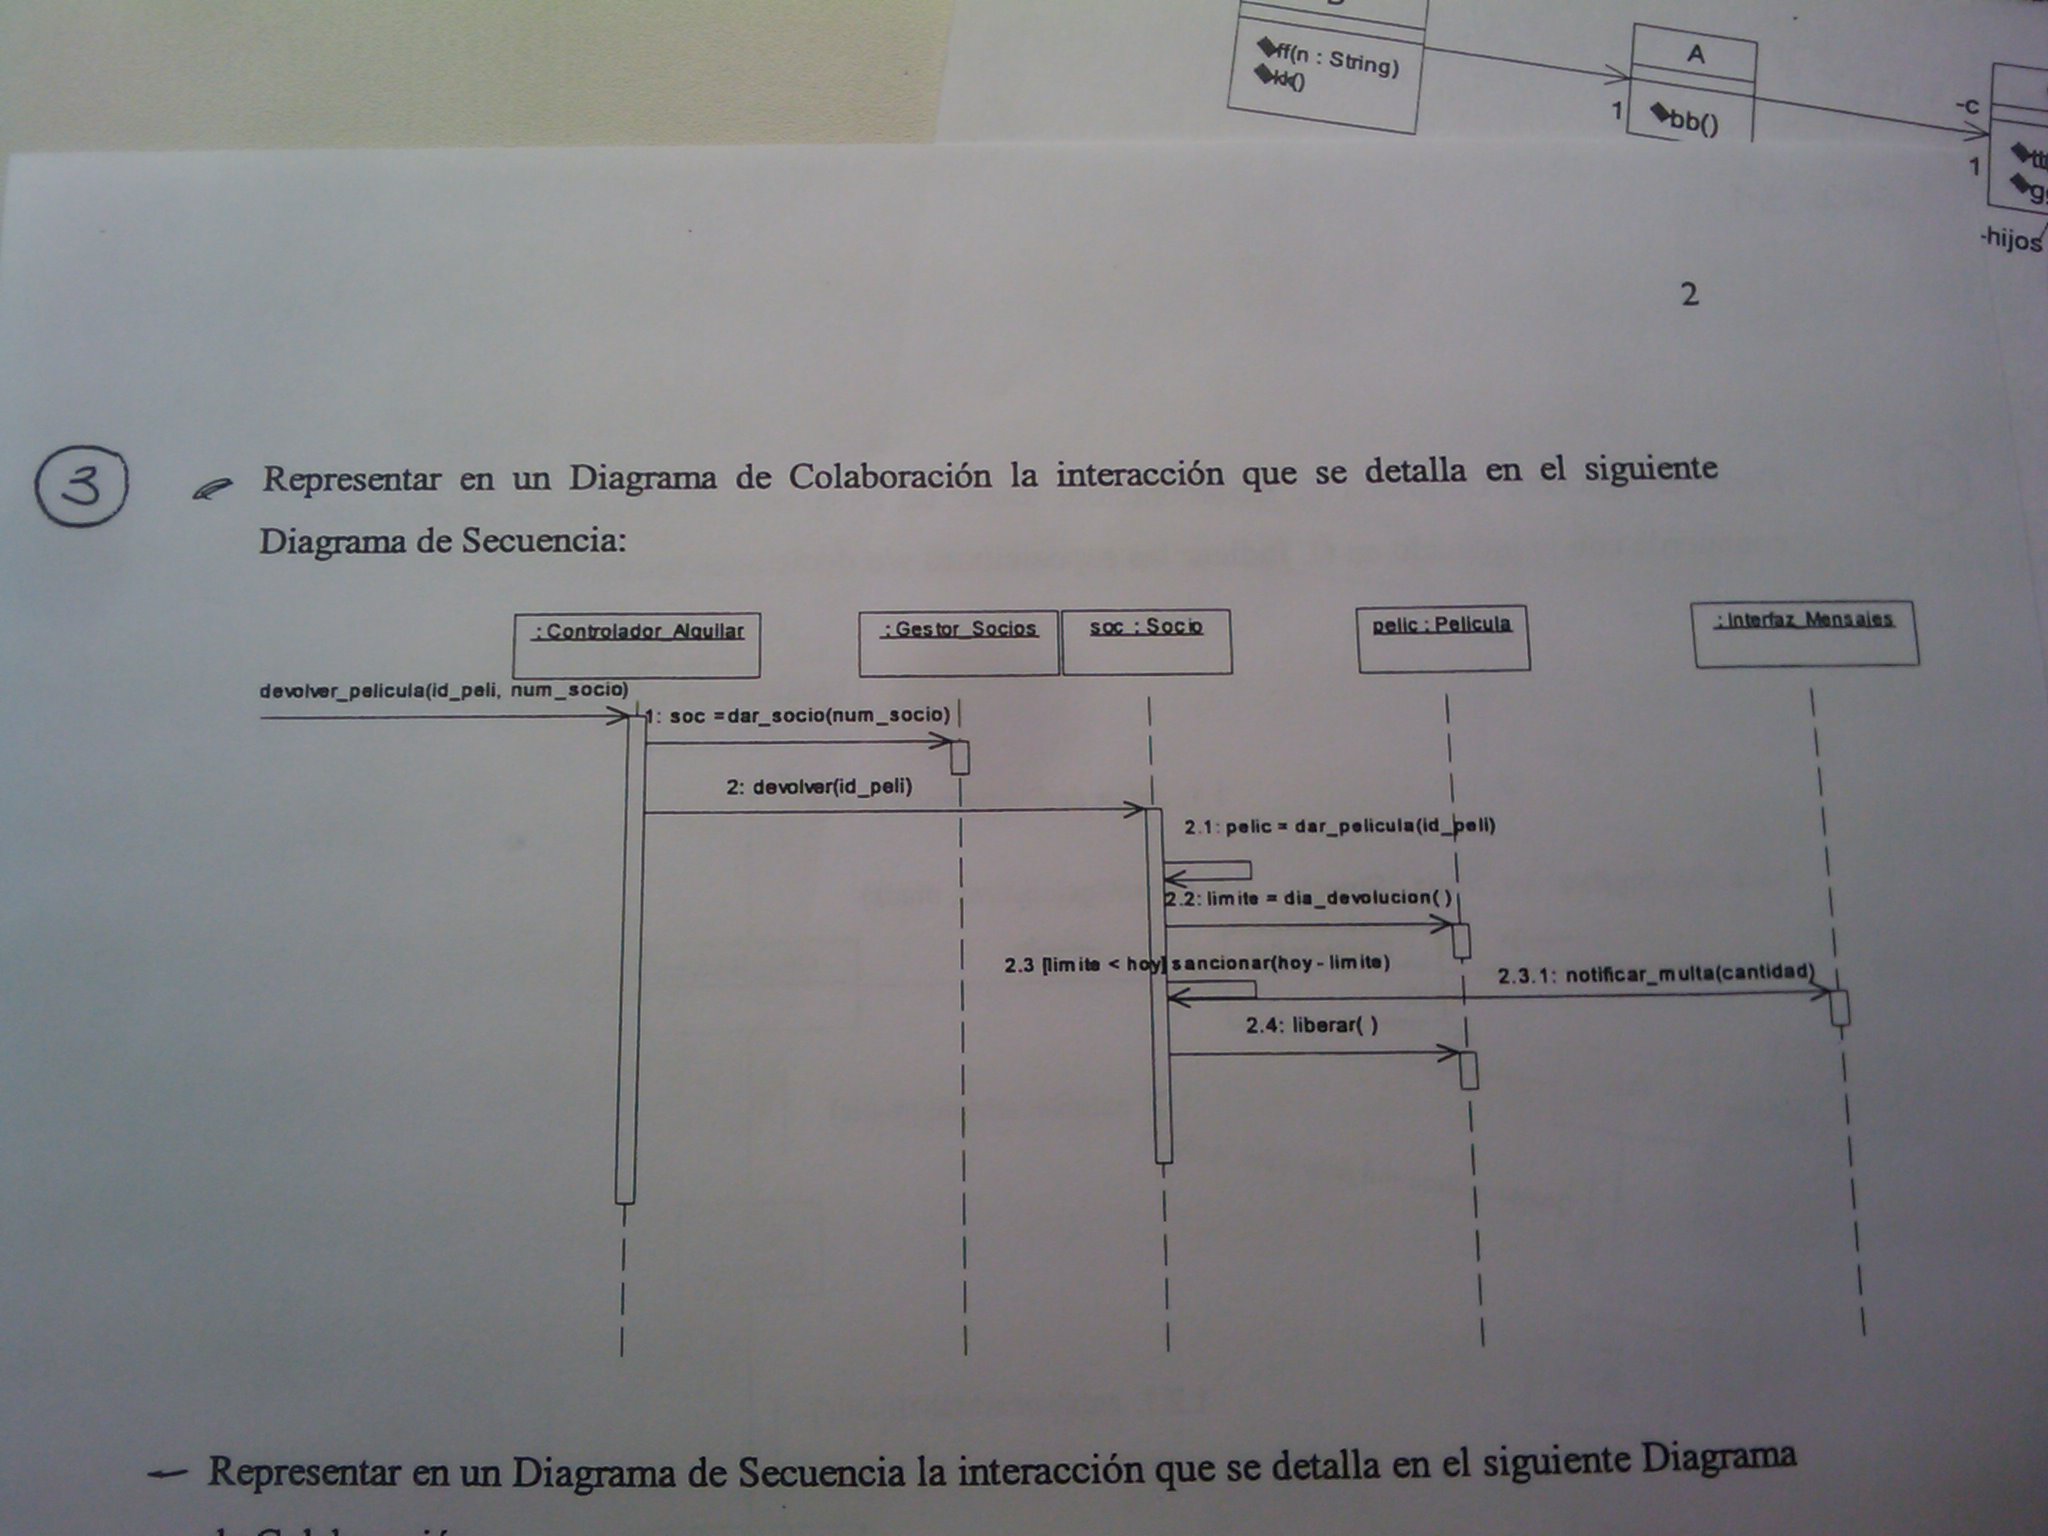 ff(n : String)
kk()
A
1
bb()
-c
1
-hijos
2
3
Representar en un Diagrama de Colaboración la interacción que se detalla en el siguiente
Diagrama de Secuencia:
: Controlador_Alquilar
: Gestor_Socios
soc : Socio
pelic : Pelicula
: Interfaz_Mensajes
devolver_pelicula(id_peli, num_socio)
1: soc =dar_socio(num_socio)
2: devolver(id_peli)
2.1: pelic = dar_pelicula(id_peli)
2.2: limite = dia_devolucion( )
2.3 [limite < hoy] sancionar(hoy - limite)
2.3.1: notificar_multa(cantidad)
2.4: liberar( )
Representar en un Diagrama de Secuencia la interacción que se detalla en el siguiente Diagrama